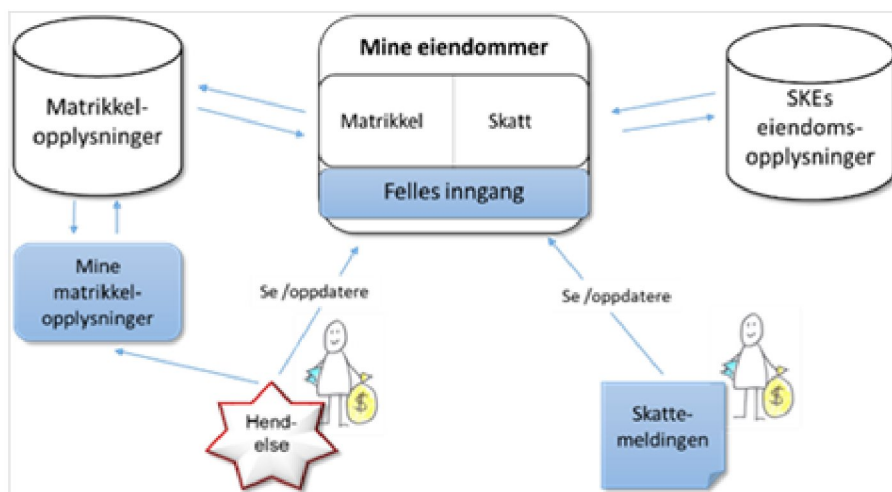 Mine eiendommer
Matrikkel-
opplysninger
Matrikkel
Skatt
SKEs
eiendoms-
opplysninger
Felles inngang
Mine
matrikkel-
opplysninger
Se /oppdatere
Se /oppdatere
Hend-
else
$
Skatte-
meldingen
$